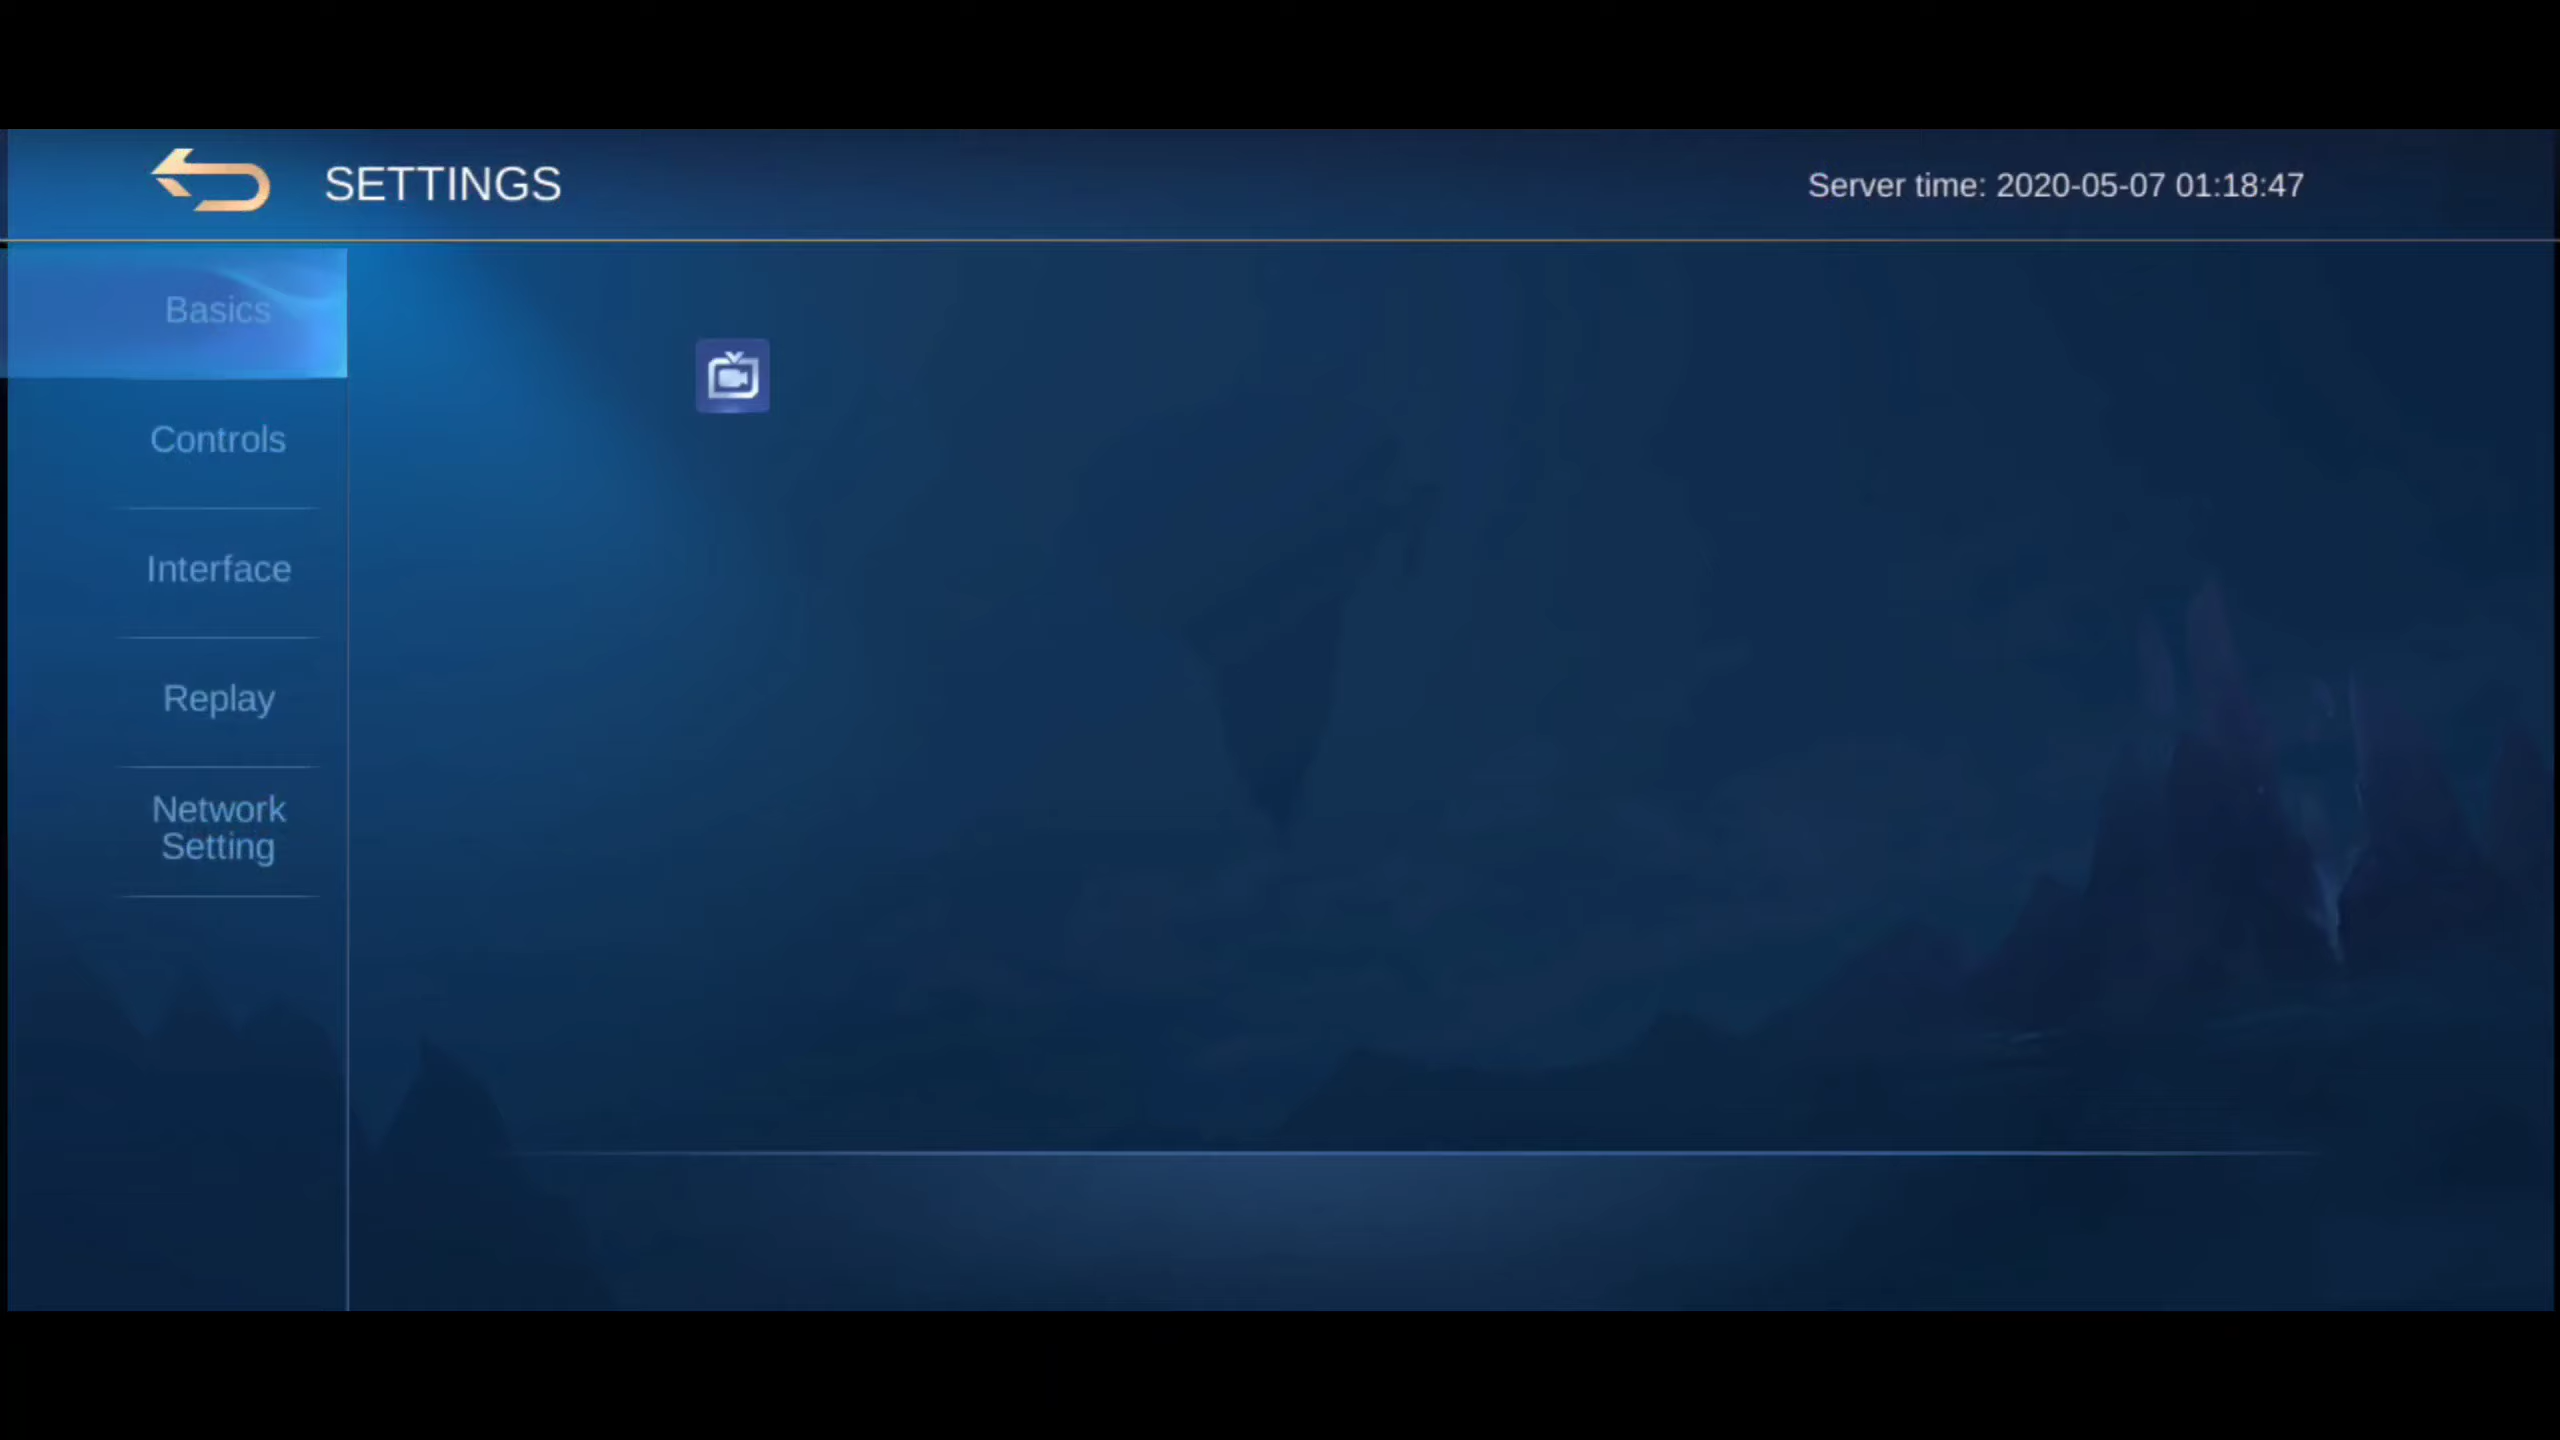 SETTINGS
Server time: 2020-05-07 01:18:47
Basics
Controls
Interface
Replay
Network
Setting